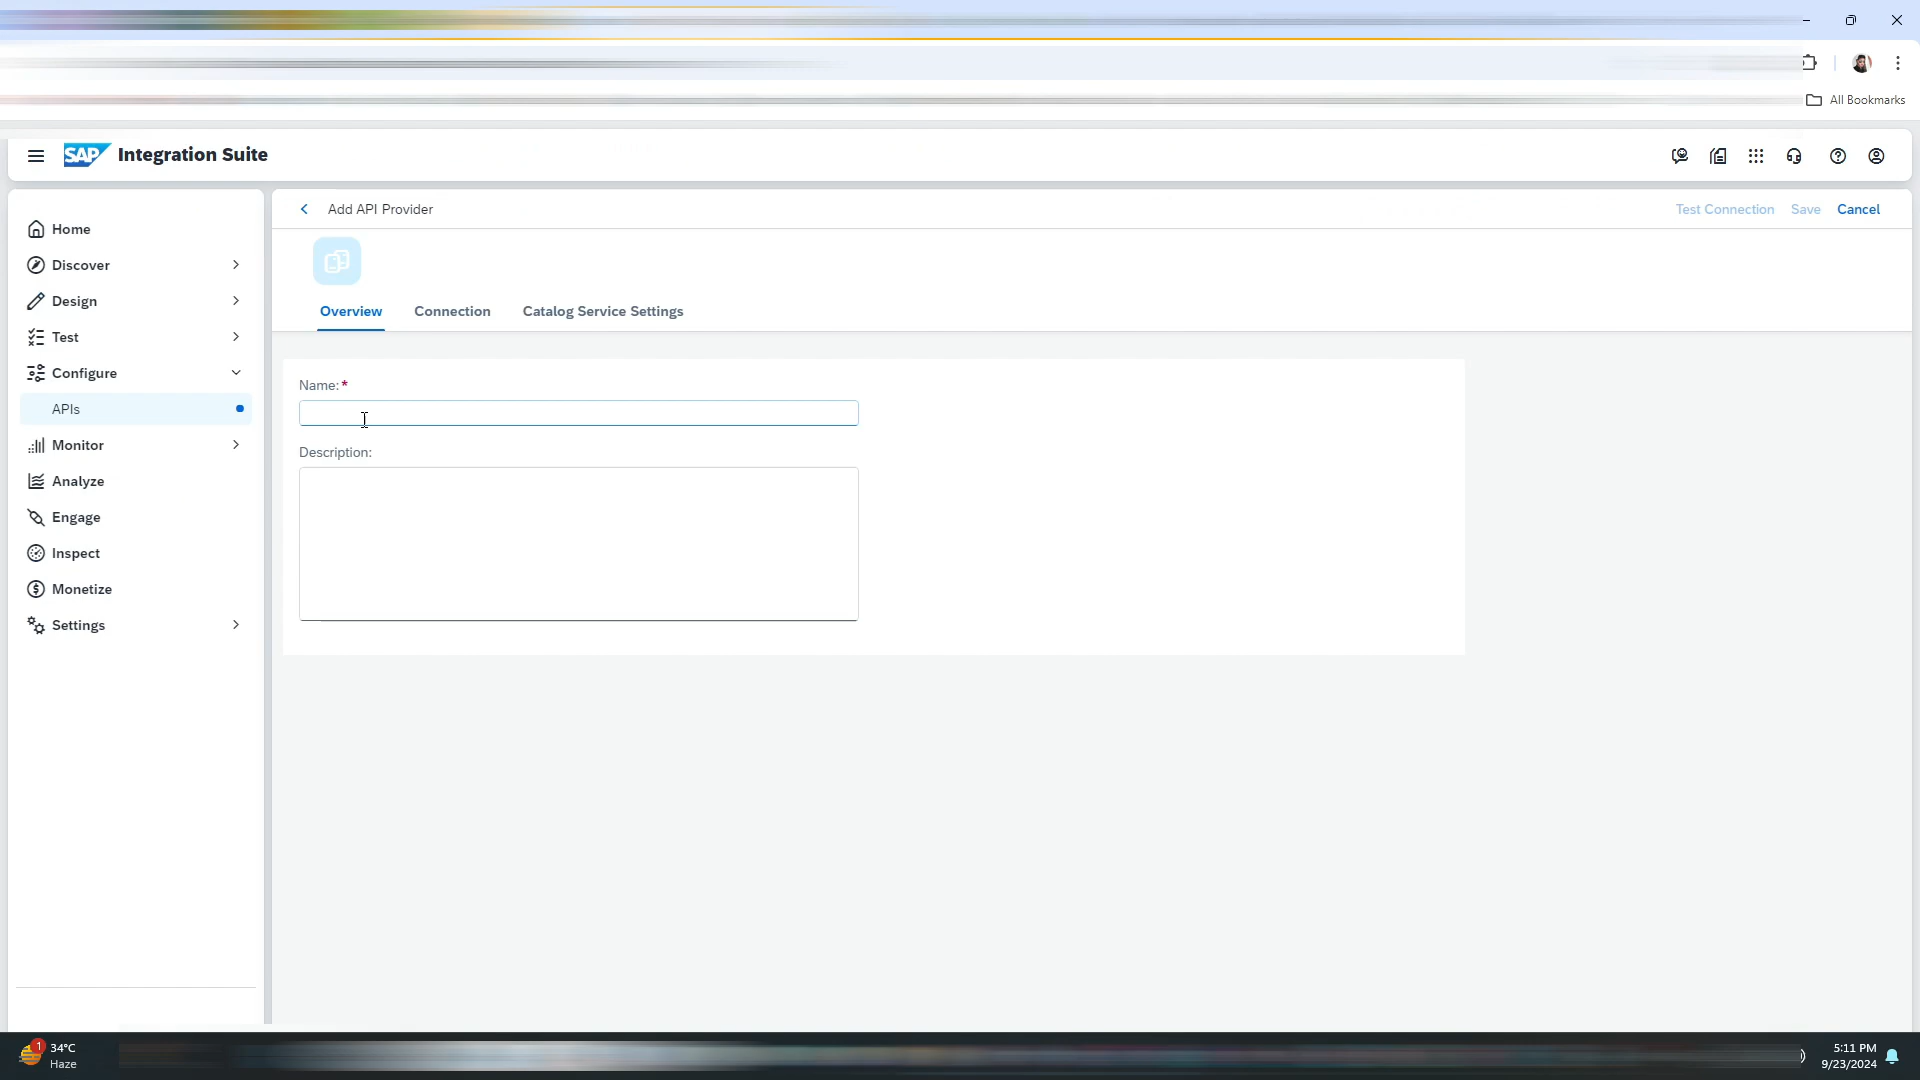 All Bookmarks
SAP Integration Suite
Add API Provider
Test Connection Save Cancel
Home
Discover
Design
Test
Configure
APIs
Monitor
Analyze
Engage
Inspect
Monetize
Settings
Overview Connection Catalog Service Settings
Name:*
Description:
1
34°C
Haze
5:11 PM
9/23/2024